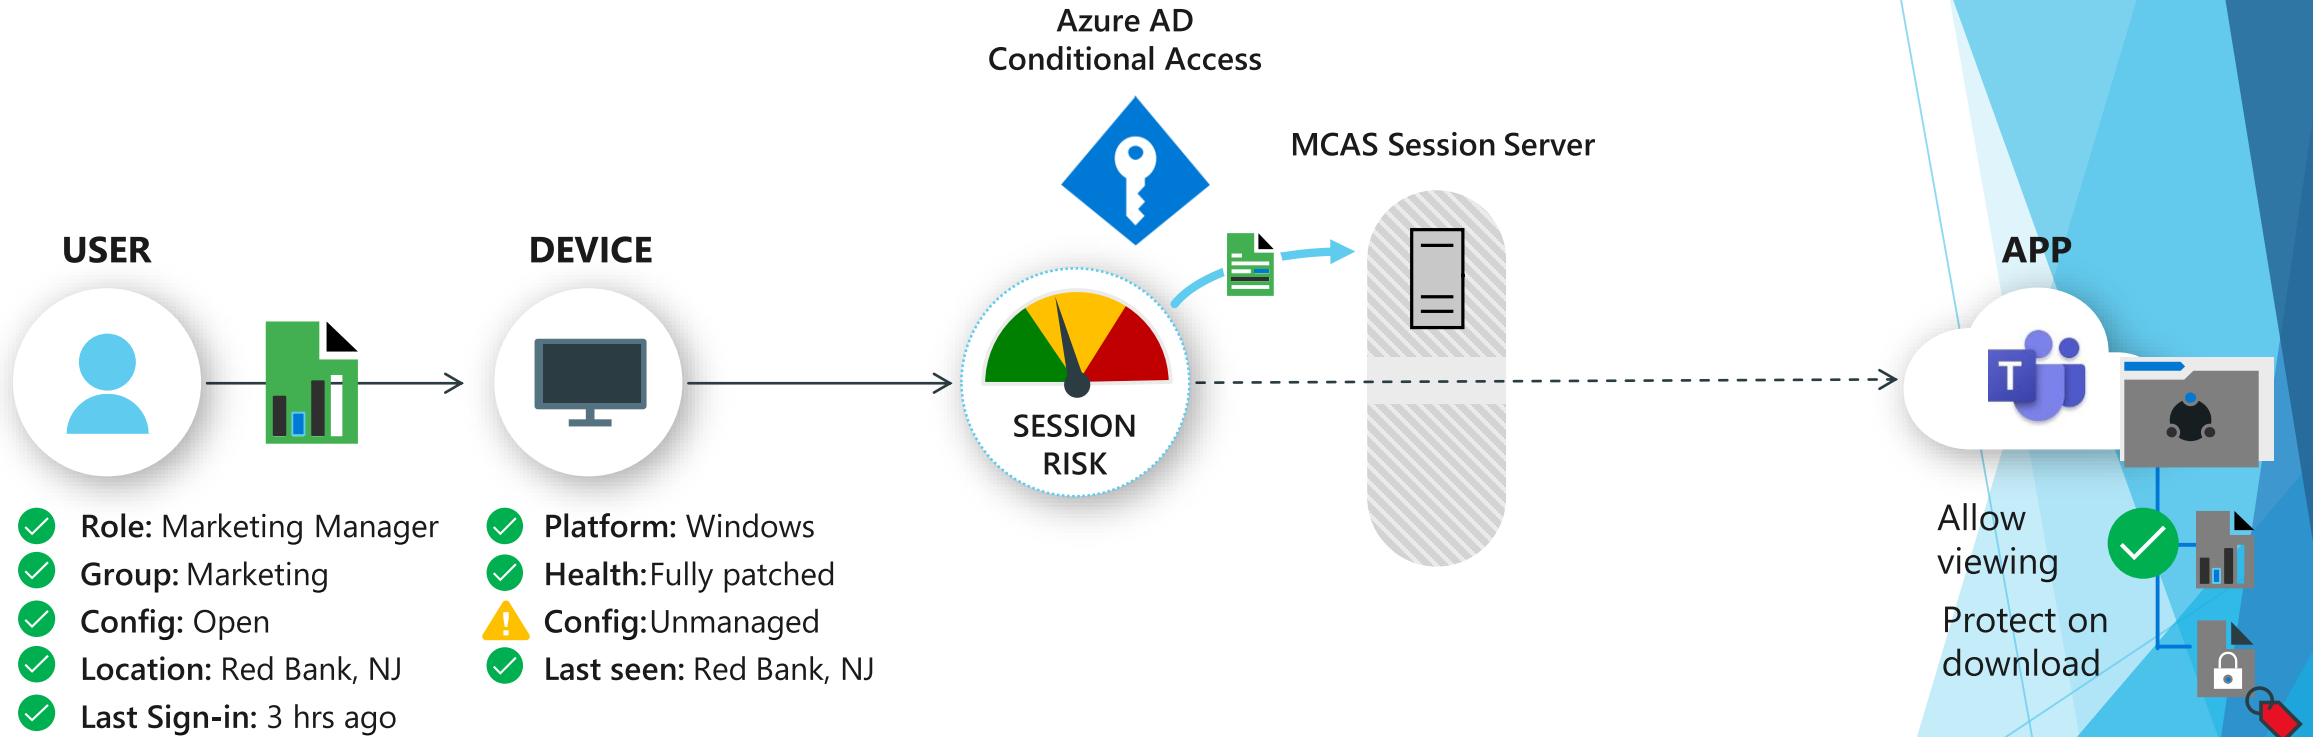 Azure AD
Conditional Access
MCAS Session Server
USER
DEVICE
APP
T
SESSION
RISK
Role: Marketing Manager
Group: Marketing
Config: Open
Location: Red Bank, NJ
Last Sign-in: 3 hrs ago
Platform: Windows
Health:Fully patched
Config:Unmanaged
Last seen: Red Bank, NJ
Allow
viewing
Protect on
download